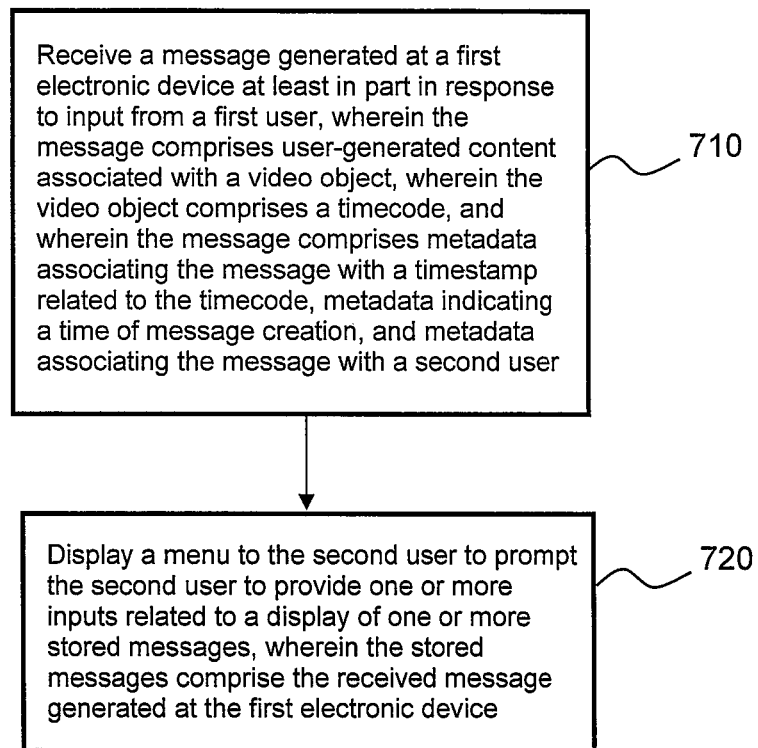 Receive a message generated at a first
electronic device at least in part in response
to input from a first user, wherein the
message comprises user-generated content
associated with a video object, wherein the
video object comprises a timecode, and
wherein the message comprises metadata
associating the message with a timestamp
related to the timecode, metadata indicating
a time of message creation, and metadata
associating the message with a second user
710
Display a menu to the second user to prompt
the second user to provide one or more
inputs related to a display of one or more
stored messages, wherein the stored
messages comprise the received message
generated at the first electronic device
720